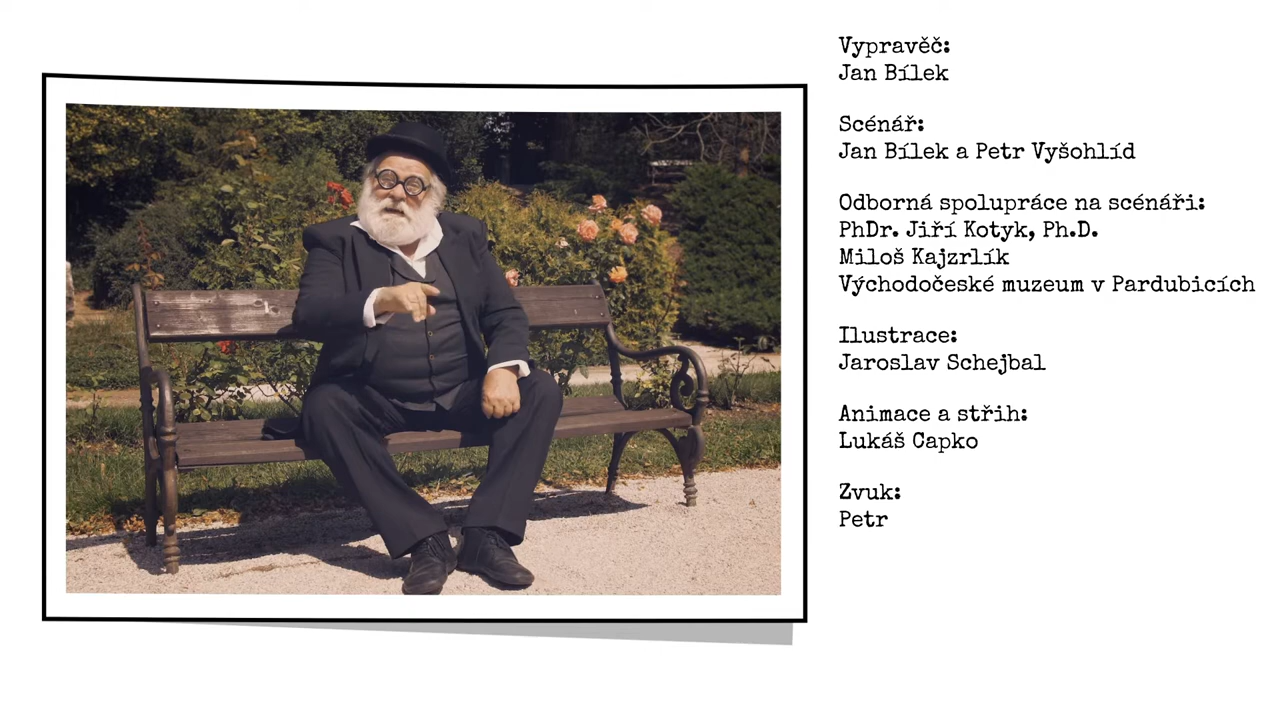 Vypravěč:
Jan Bílek
Scénář:
Jan Bílek a Petr Vyšohlíd
Odborná spolupráce na scénáři:
PhDr. Jiří Kotyk, Ph.D.
Miloš Kajzrlík
Východočeské muzeum v Pardubicích
Ilustrace:
Jaroslav Schejbal
Animace a střih:
Lukáš Capko
Zvuk:
Petr